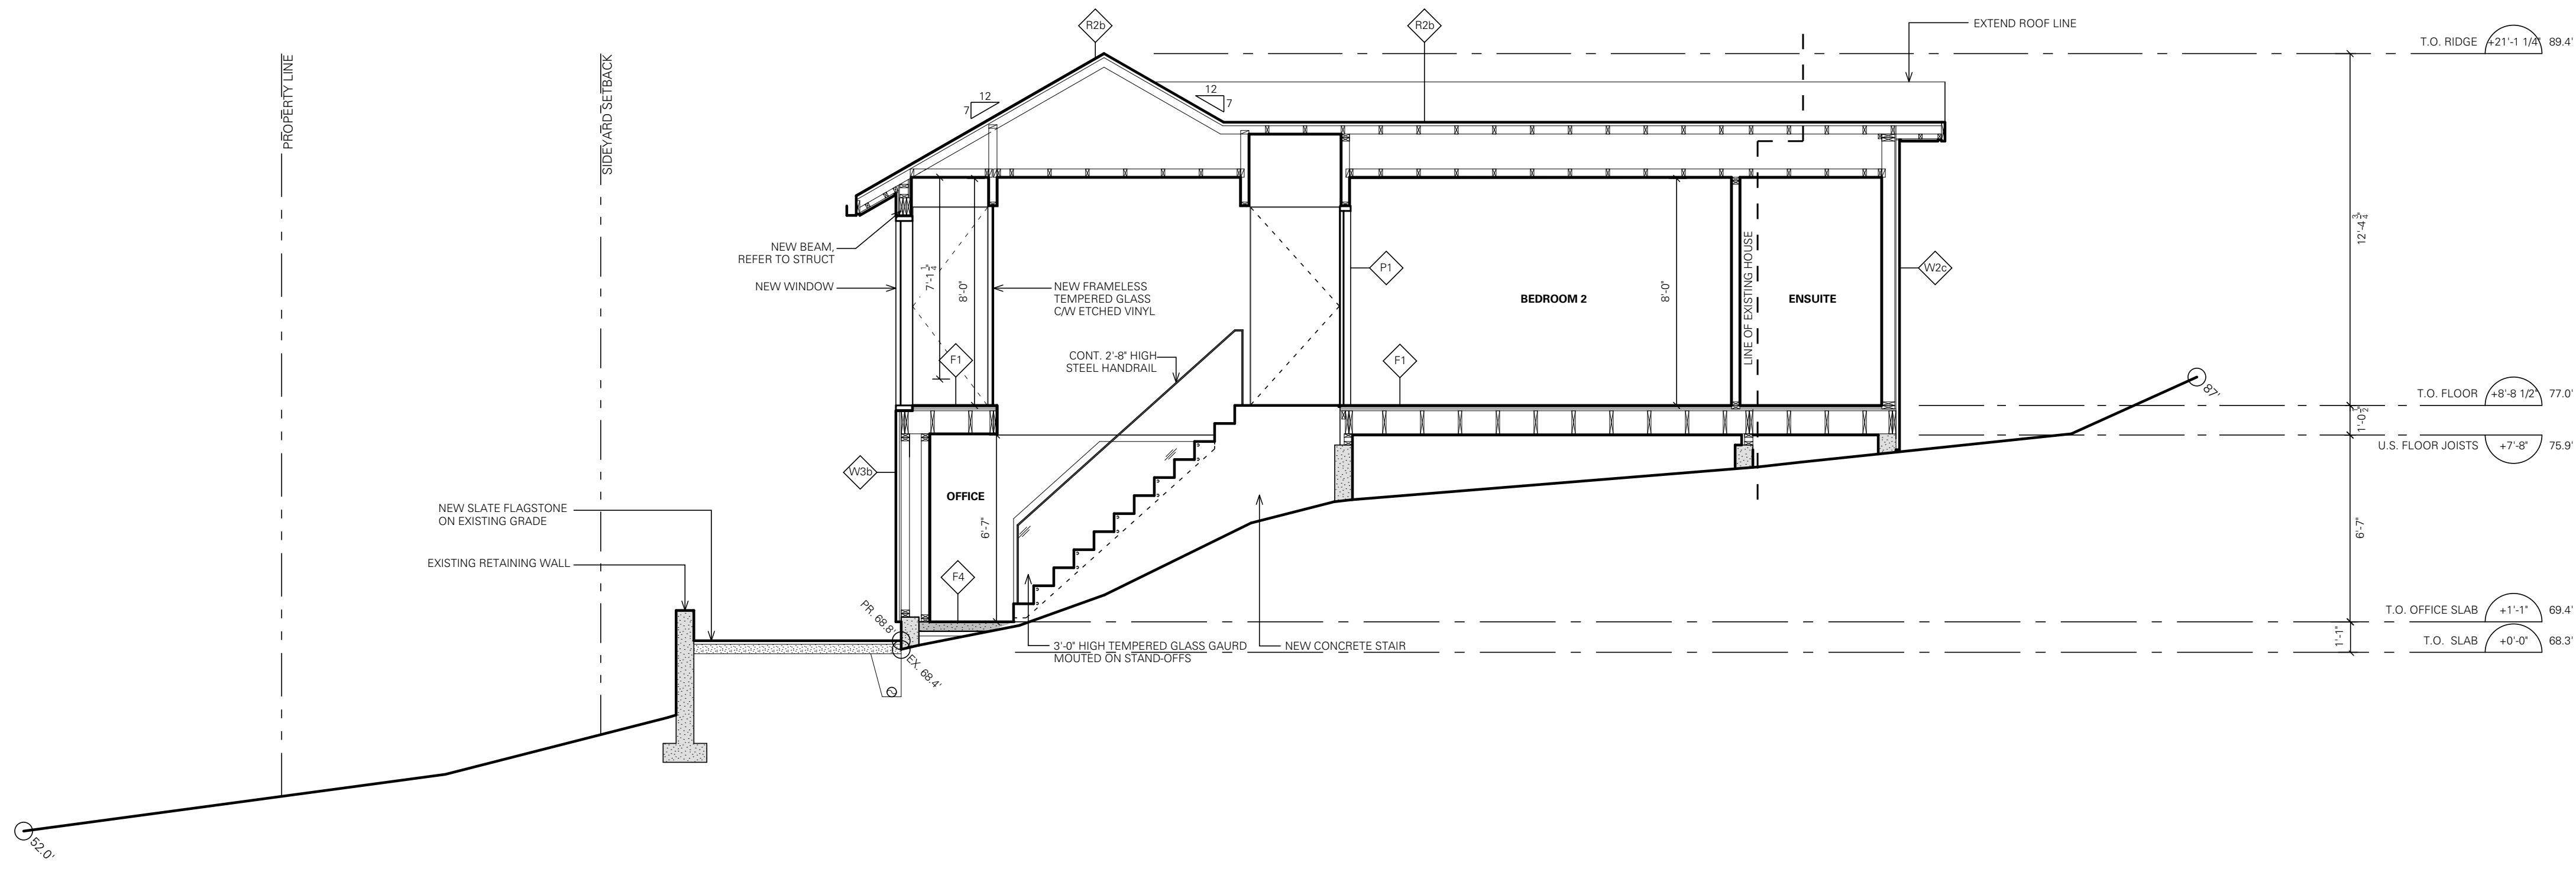 R2b
R2b
EXTEND ROOF LINE
T.O. RIDGE +21'-1 1/4" 89.4'
PROPERTY LINE
SIDEYARD SETBACK
12
7
12
7
NEW BEAM,
REFER TO STRUCT
NEW WINDOW
7'-1 1/4"
8'-0"
NEW FRAMELESS
TEMPERED GLASS
C/W ETCHED VINYL
P1
BEDROOM 2
8'-0"
LINE OF EXISTING HOUSE
ENSUITE
W2c
12'-4 3/4"
F1
CONT. 2'-8" HIGH
STEEL HANDRAIL
F1
87'
T.O. FLOOR +8'-8 1/2" 77.0'
1'-0 1/2"
U.S. FLOOR JOISTS +7'-8" 75.9'
W3b
OFFICE
6'-7"
6'-7"
NEW SLATE FLAGSTONE
ON EXISTING GRADE
EXISTING RETAINING WALL
F4
PR. 68.8'
EX. 68.4'
T.O. OFFICE SLAB +1'-1" 69.4'
1'-1"
T.O. SLAB +0'-0" 68.3'
3'-0" HIGH TEMPERED GLASS GAURD
MOUTED ON STAND-OFFS
NEW CONCRETE STAIR
52.0'